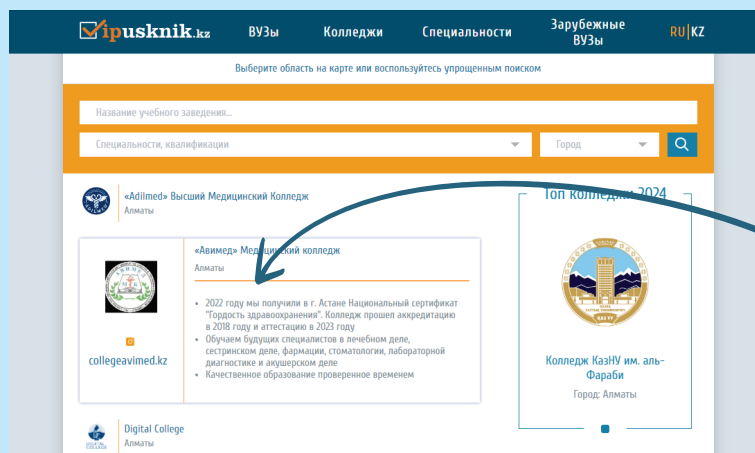 Vipusknik.kz
ВУЗы
Колледжи
Специальности
Зарубежные
ВУЗы
RU|KZ
Выберите область на карте или воспользуйтесь упрощенным поиском
Название учебного заведения...
Специальности, квалификации
Город
«Adilmed» Высший Медицинский Колледж
Алматы
«Авимед» Медицинский колледж
Алматы
• 2022 году мы получили в г. Астане Национальный сертификат
"Гордость здравоохранения". Колледж прошел аккредитацию
в 2018 году и аттестацию в 2023 году
• Обучаем будущих специалистов в лечебном деле,
сестринском деле, фармации, стоматологии, лабораторной
диагностике и акушерском деле
• Качественное образование проверенное временем
collegeavimed.kz
Digital College
Алматы
Топ колледжи 2024
Колледж КазНУ им. аль-
Фараби
Город: Алматы